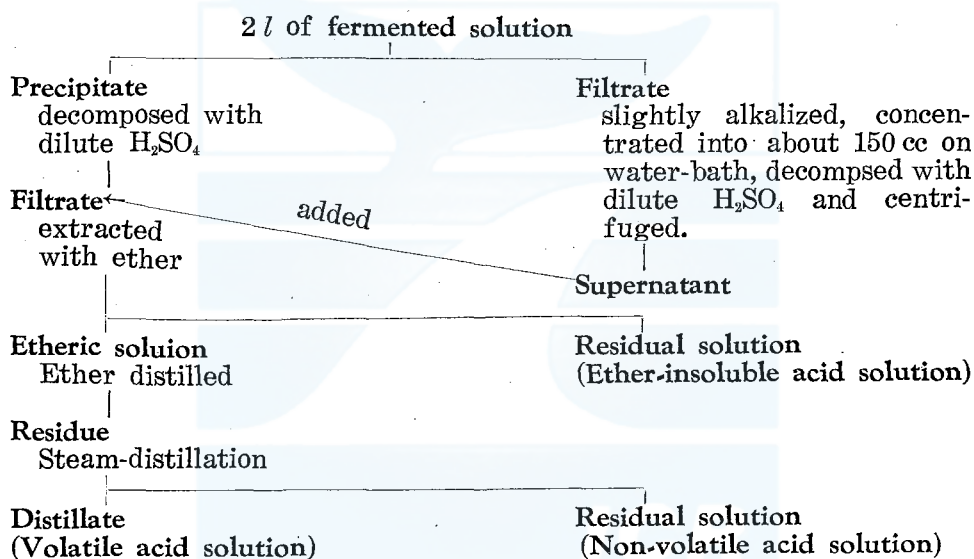 2 l of fermented solution
Precipitate
decomposed with
dilute H₂SO₄
Filtrate
slightly alkalized, concen-
trated into about 150 cc on
water-bath, decompsed with
dilute H₂SO₄ and centri-
fuged.
Filtrate
extracted
with ether
added
Supernatant
Etheric soluion
Ether distilled
Residual solution
(Ether-insoluble acid solution)
Residue
Steam-distillation
Distillate
(Volatile acid solution)
Residual solution
(Non-volatile acid solution)